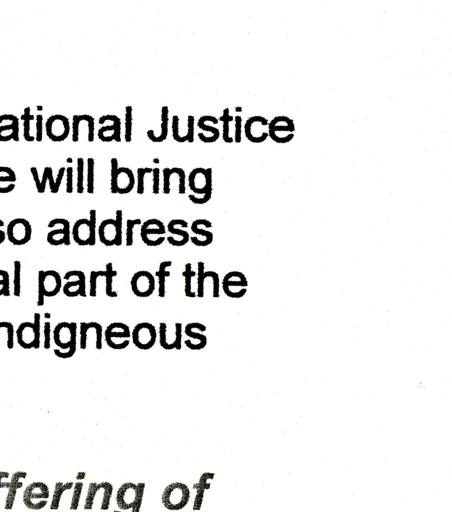 ational Justice
e will bring
so address
al part of the
ndigneous
ffering of